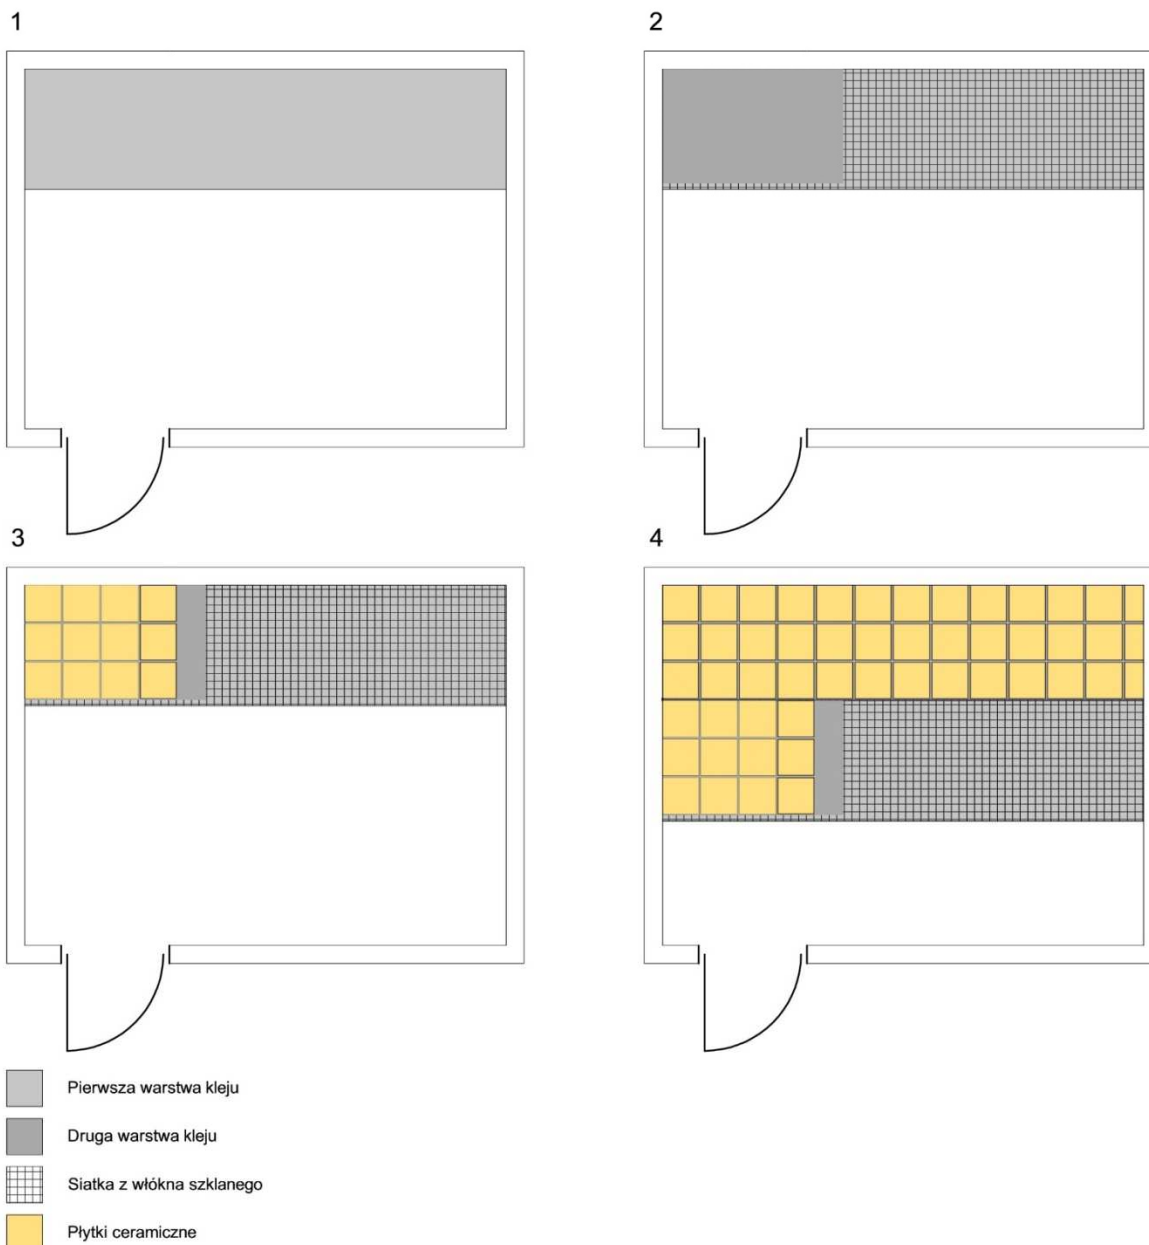 1
2
3
4
Pierwsza warstwa kleju
Druga warstwa kleju
Siatka z włókna szklanego
Płytki ceramiczne